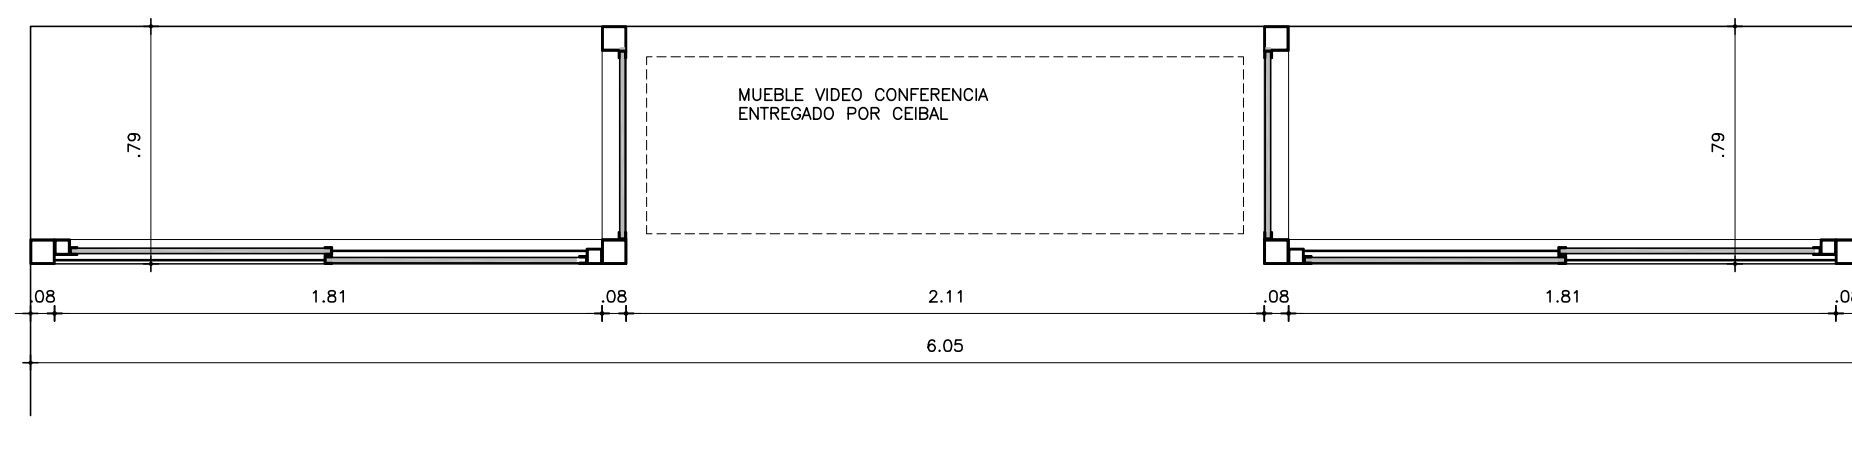 MUEBLE VIDEO CONFERENCIA
ENTREGADO POR CEIBAL
.79
.79
.08 1.81 .08 2.11 .08 1.81
6.05